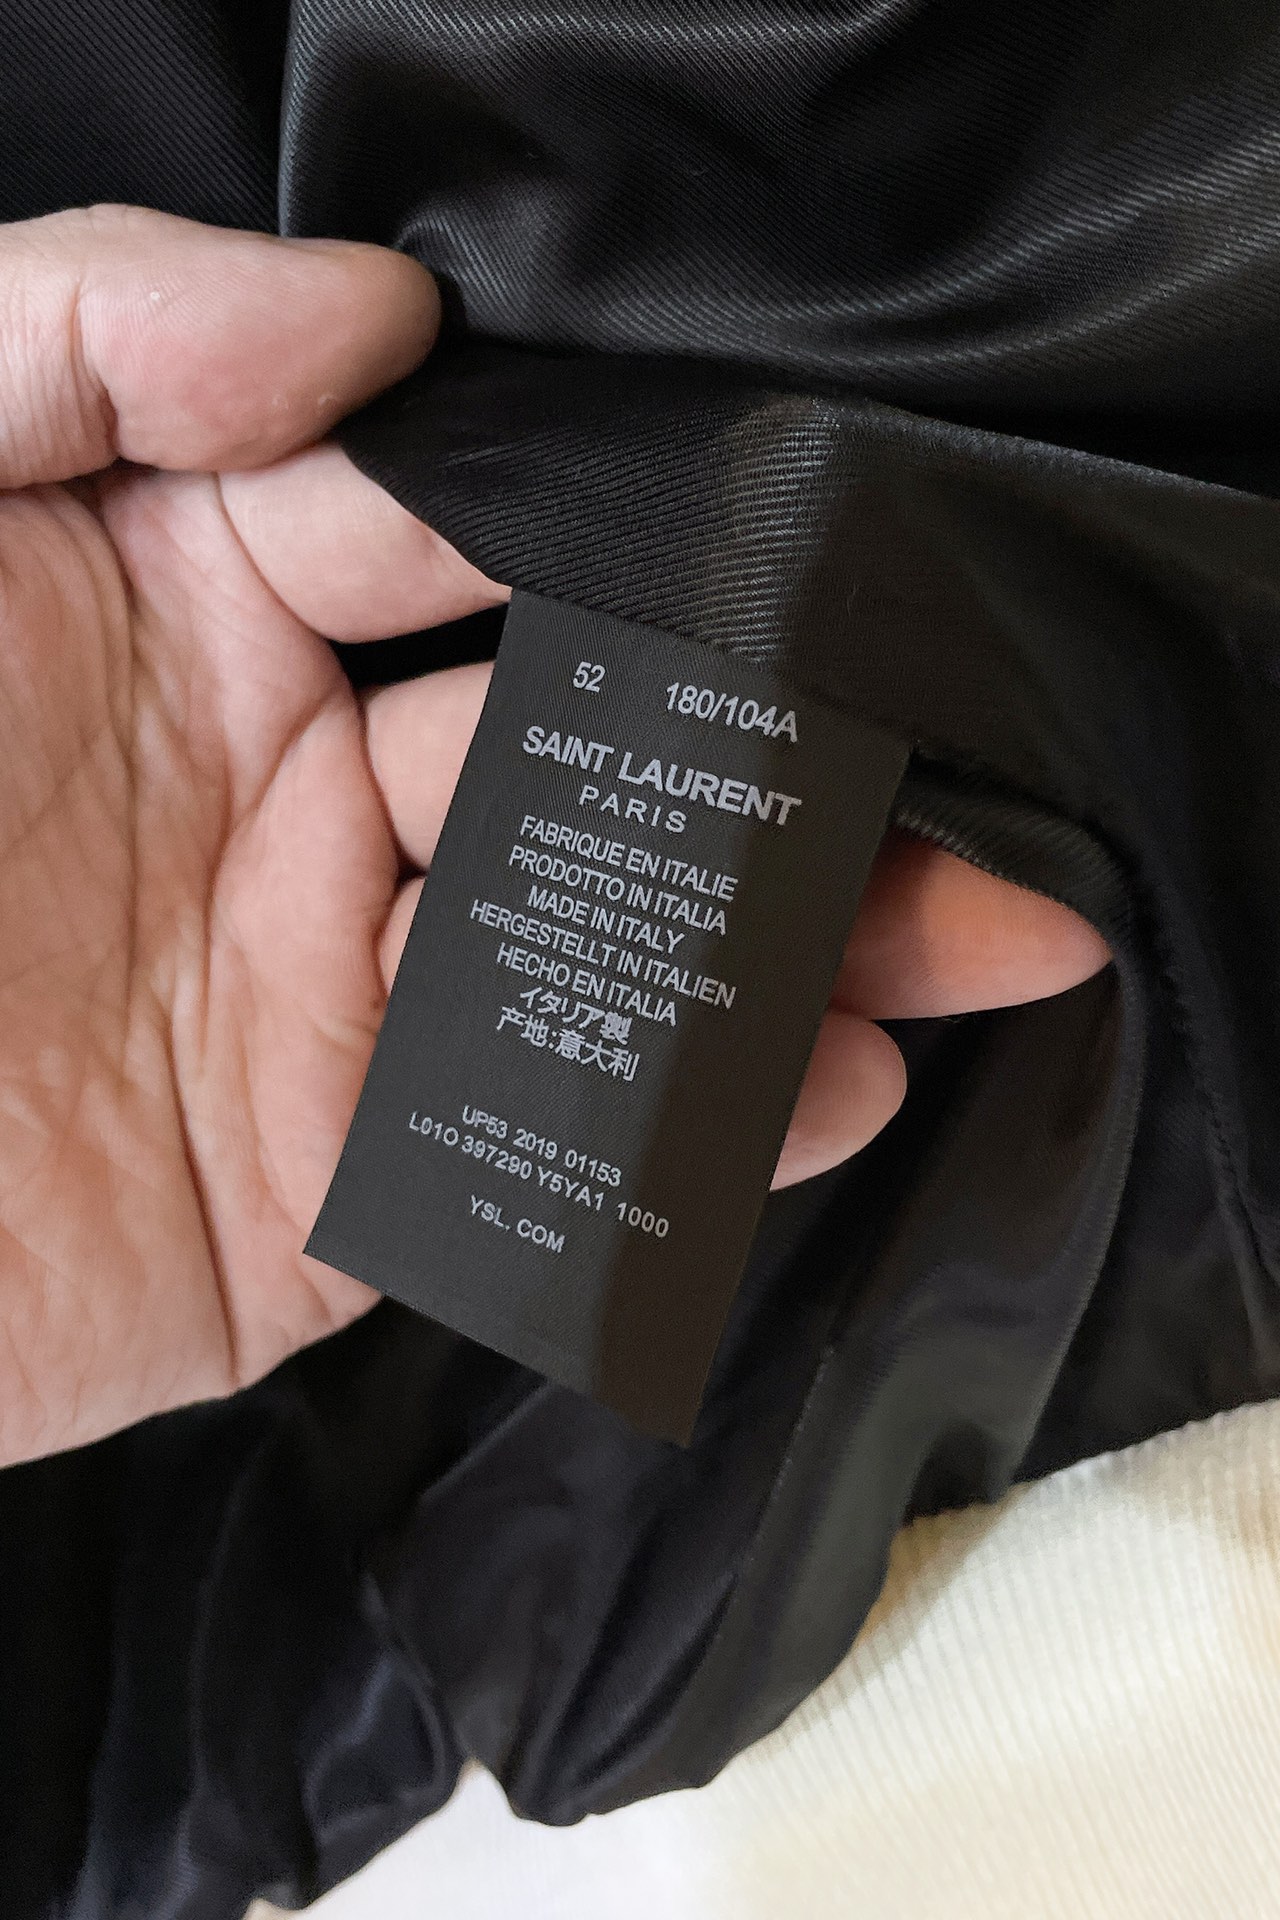 52 180/104A
SAINT LAURENT
PARIS
FABRIQUE EN ITALIE
PRODOTTO IN ITALIA
MADE IN ITALY
HERGESTELLT IN ITALIEN
HECHO EN ITALIA
イタリア製
产地:意大利
UP53 2019 01153
L01O 397290 Y5YA1 1000
YSL. COM